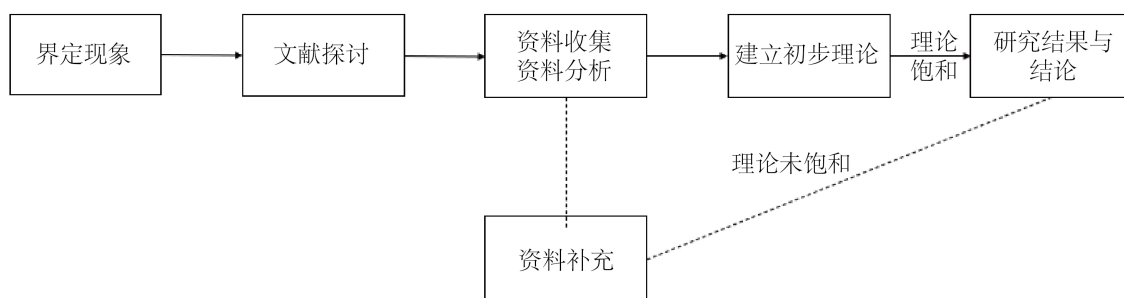 界定现象
文献探讨
资料收集
资料分析
建立初步理论
理论
饱和
研究结果与
结论
理论未饱和
资料补充